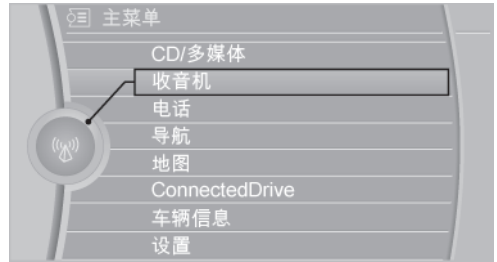 主菜单
CD/多媒体
收音机
电话
导航
地图
ConnectedDrive
车辆信息
设置